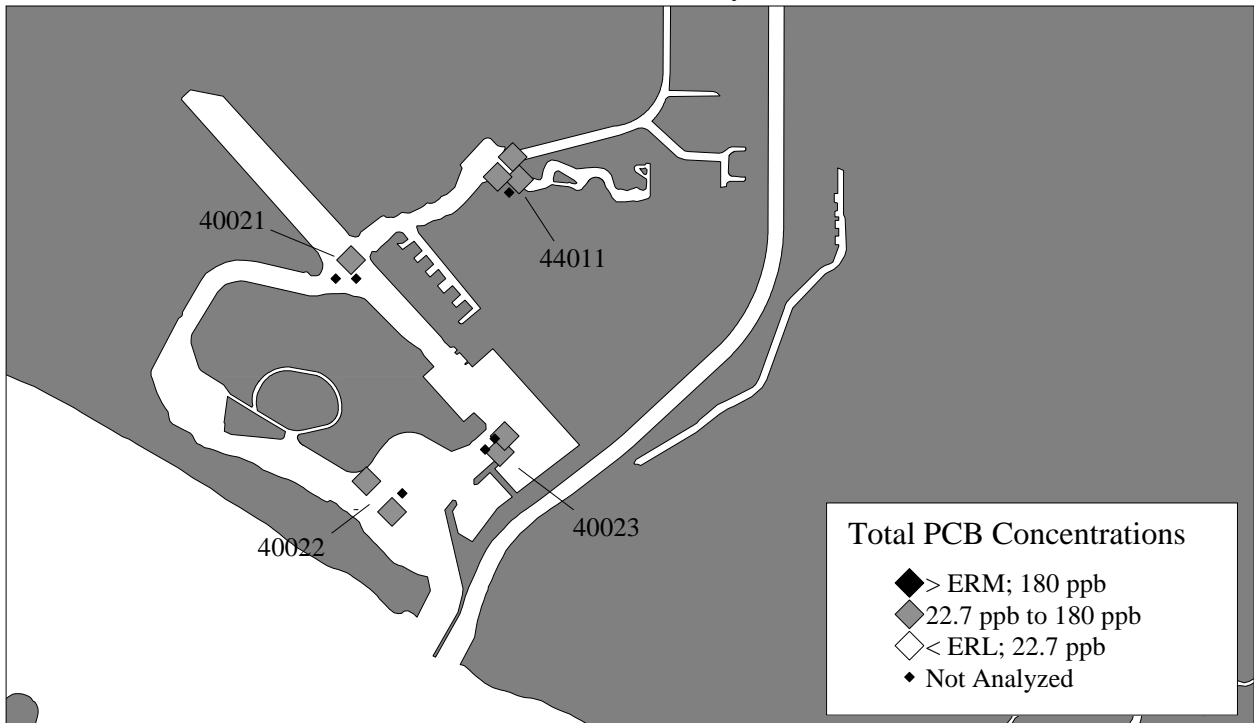 40021
44011
40022
40023
Total PCB Concentrations
> ERM; 180 ppb
22.7 ppb to 180 ppb
< ERL; 22.7 ppb
Not Analyzed